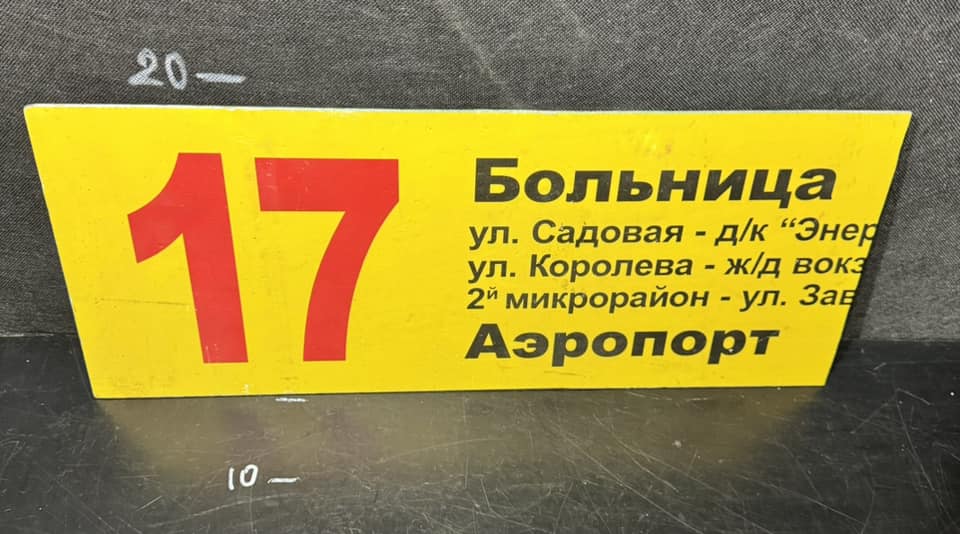 20 —
17
Больница
ул. Садовая - д/к “Энер
ул. Королева - ж/д вокз
2й микрорайон - ул. Зав
Аэропорт
10 —